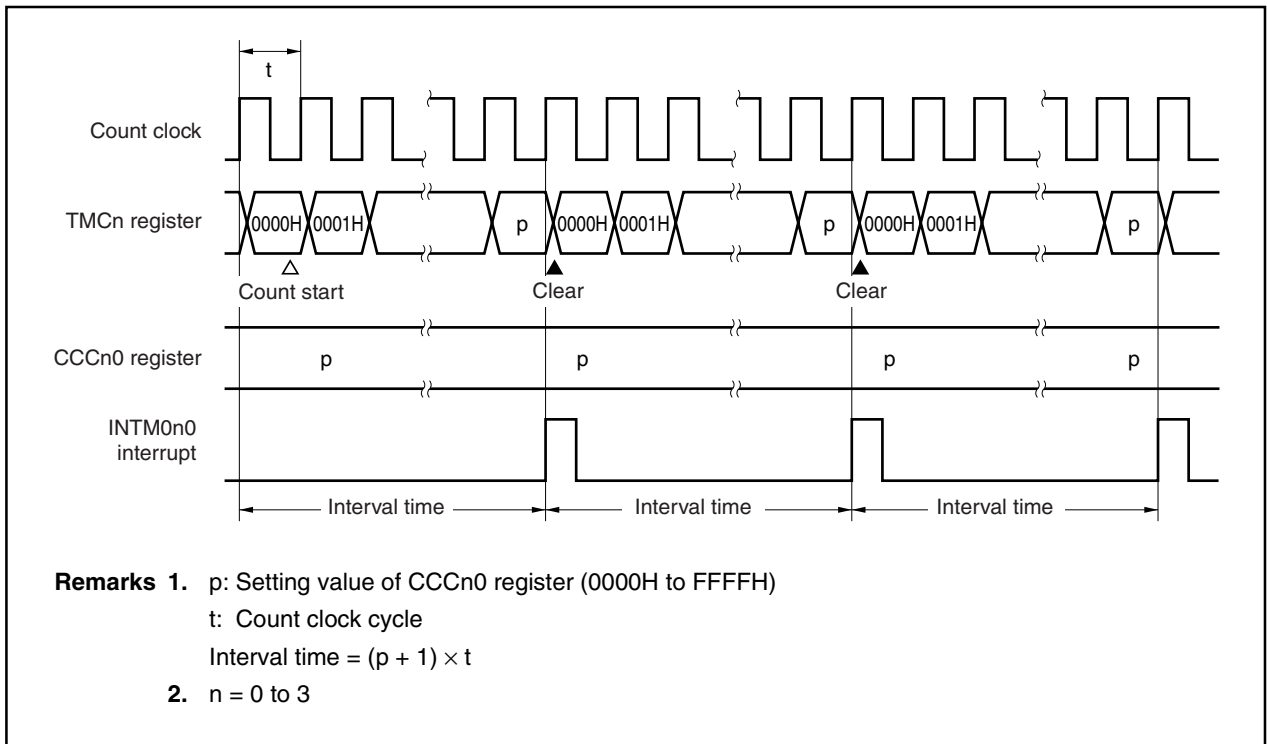 t
Count clock
TMCn register
0000H 0001H p 0000H 0001H p 0000H 0001H p
Count start Clear Clear
CCCn0 register
p p p p
INTM0n0
interrupt
Interval time Interval time Interval time
Remarks 1. p: Setting value of CCCn0 register (0000H to FFFFH)
t: Count clock cycle
Interval time = (p + 1) × t
2. n = 0 to 3